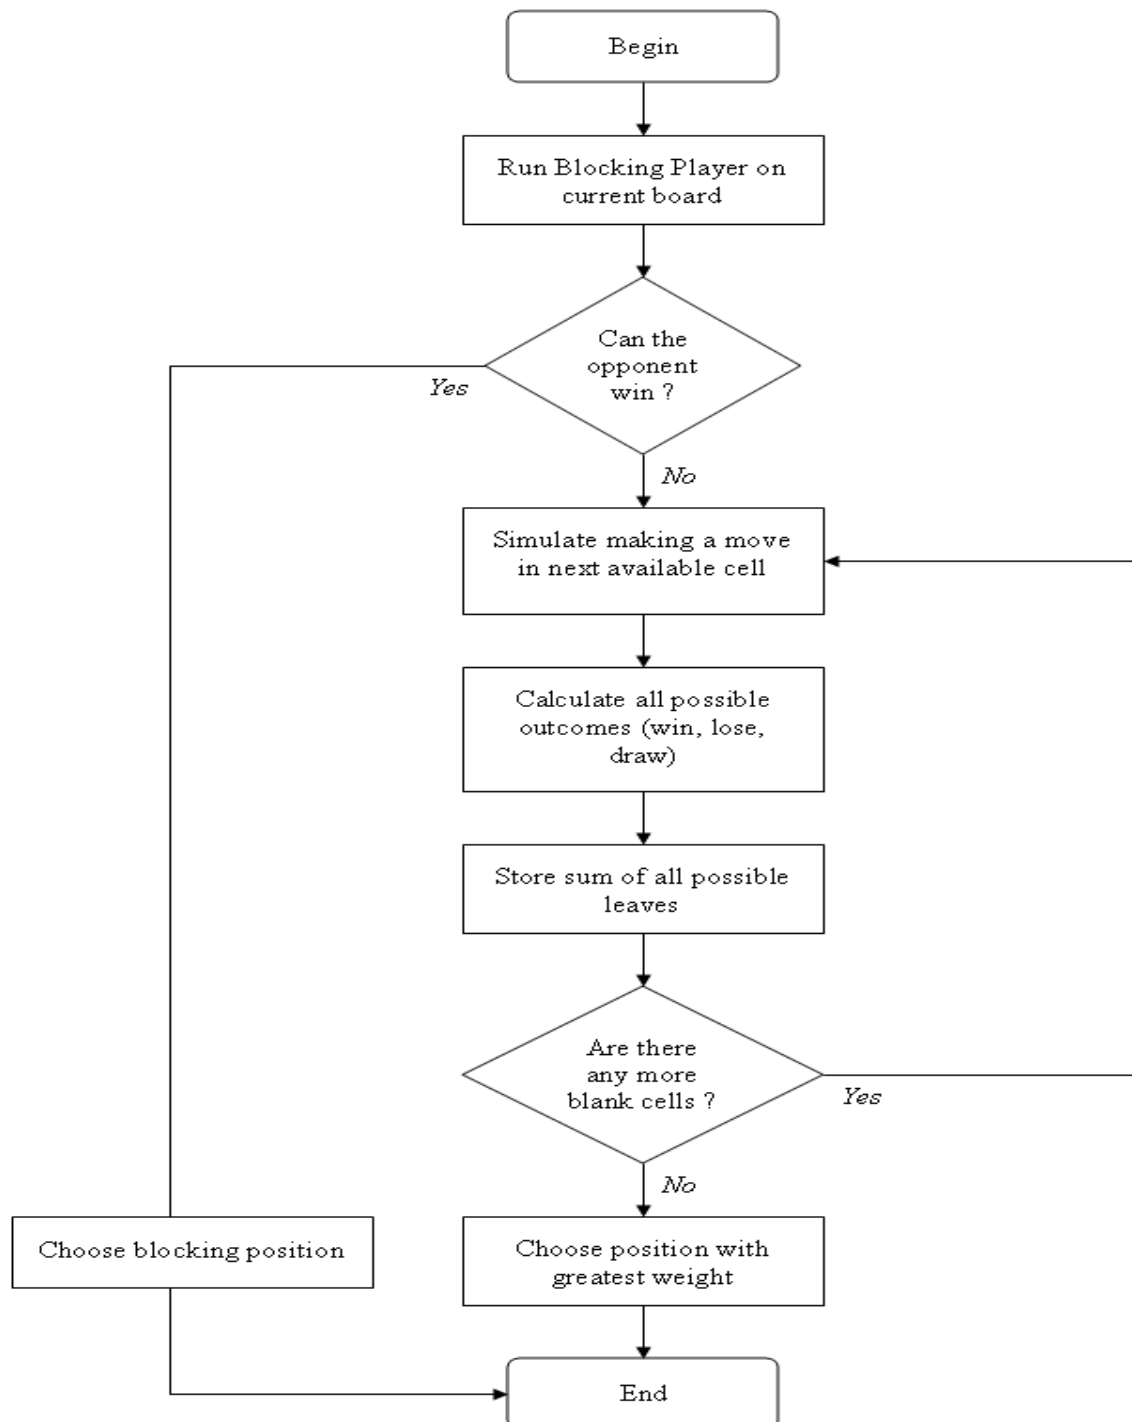 Begin
Run Blocking Player on
current board
Can the
opponent
win ?
Yes
No
Simulate making a move
in next available cell
Calculate all possible
outcomes (win, lose,
draw)
Store sum of all possible
leaves
Are there
any more
blank cells ?
Yes
No
Choose blocking position
Choose position with
greatest weight
End